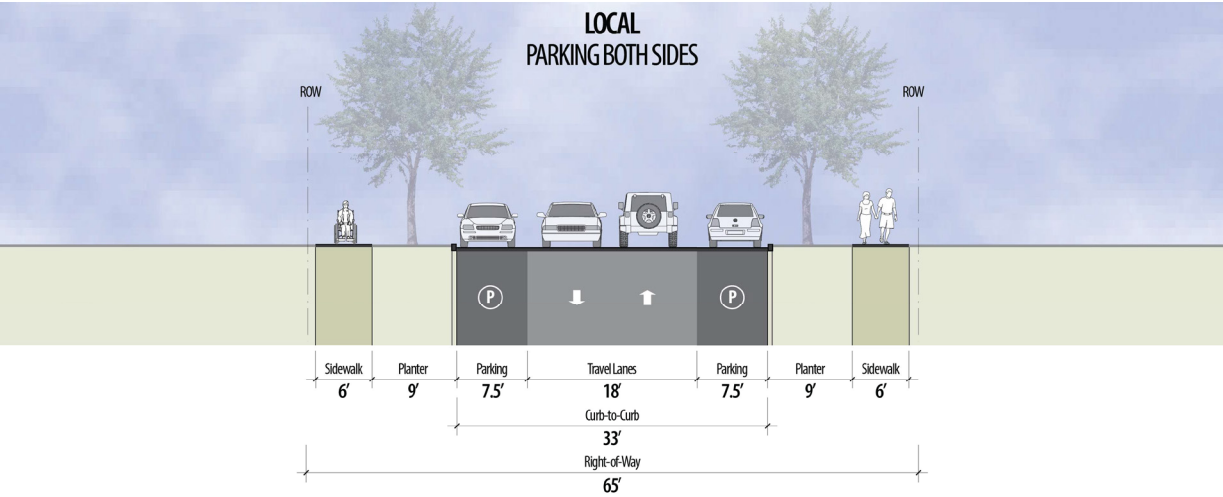 LOCAL
PARKING BOTH SIDES
ROW
ROW
P
P
Sidewalk
6’
Planter
9’
Parking
7.5’
Travel Lanes
18’
Parking
7.5’
Planter
9’
Sidewalk
6’
Curb-to-Curb
33’
Right-of-Way
65’